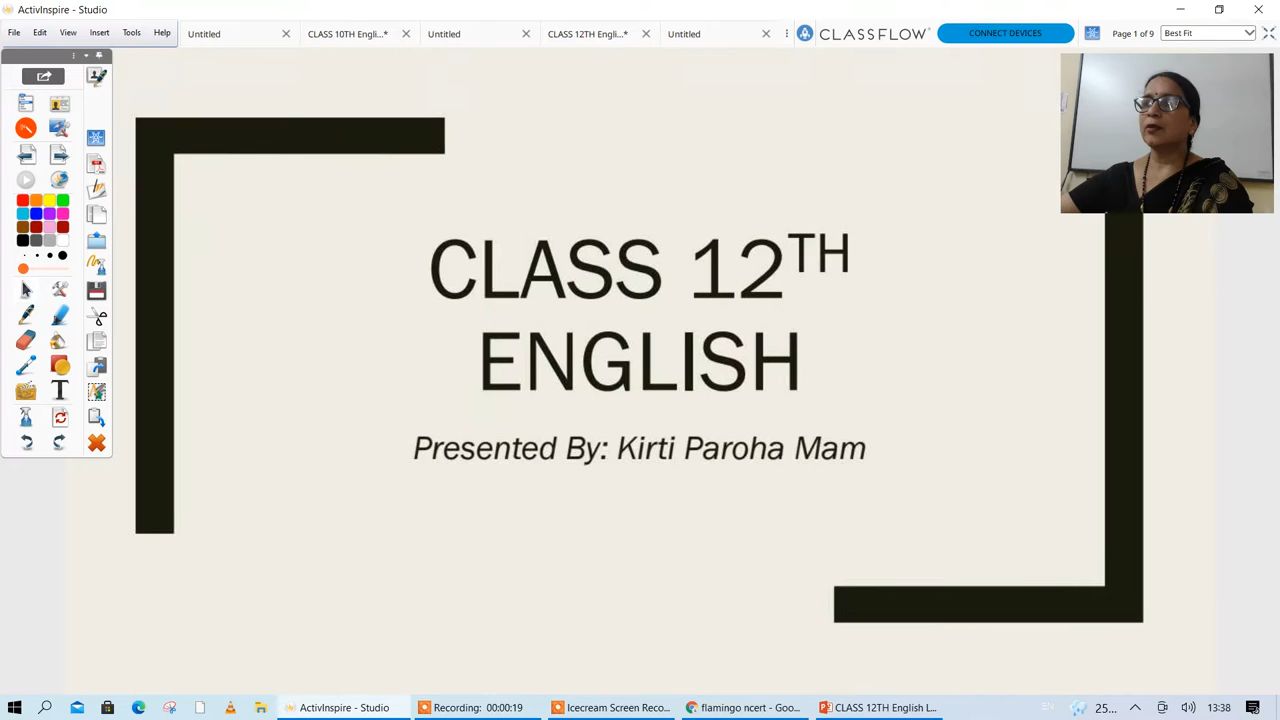 ActivInspire - Studio
File Edit View Insert Tools Help
Untitled
CLASS 10TH Engli...*
Untitled
CLASS 12TH Engli...*
Untitled
CLASSFLOW
CONNECT DEVICES
Page 1 of 9
Best Fit
CLASS 12TH
ENGLISH
Presented By: Kirti Paroha Mam
ActivInspire - Studio
Recording: 00:00:19
Icecream Screen Reco...
flamingo ncert - Goo...
CLASS 12TH English L...
EN
25...
13:38